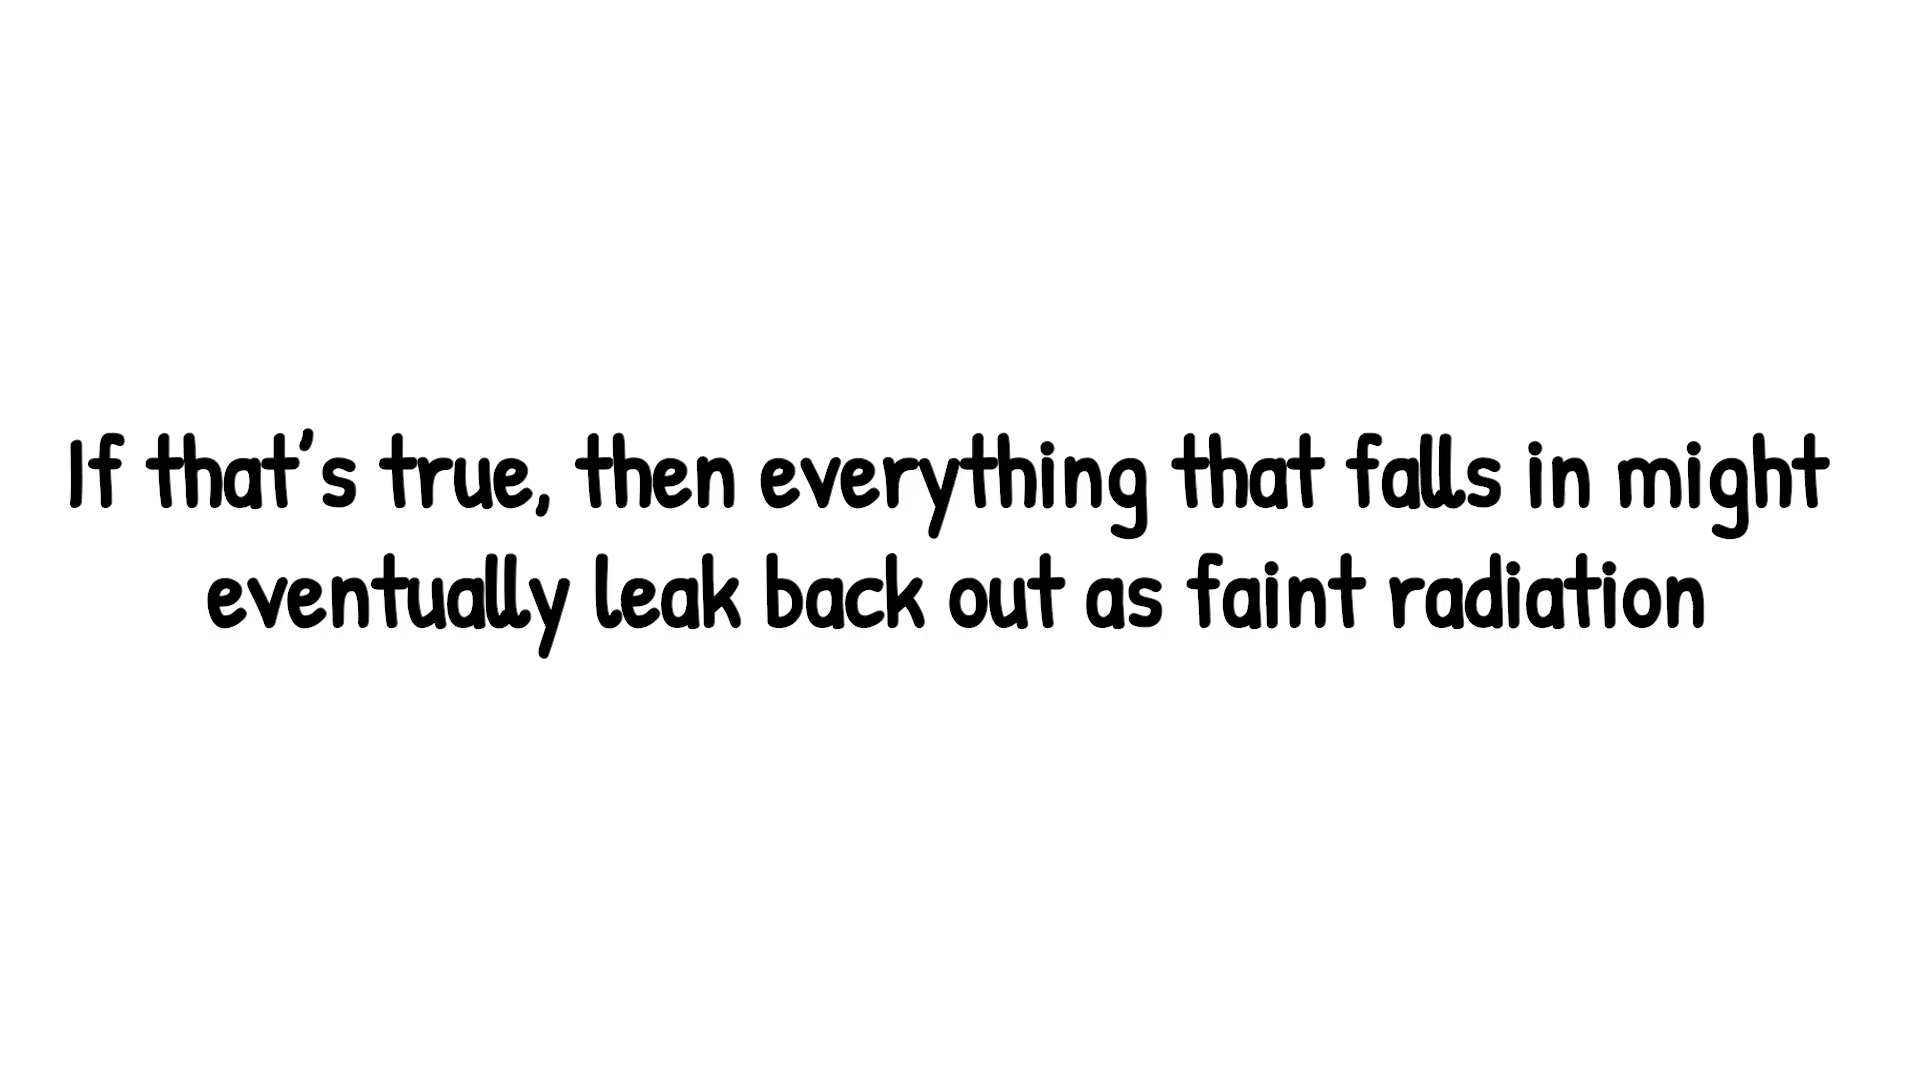 If that's true, then everything that falls in might
eventually leak back out as faint radiation